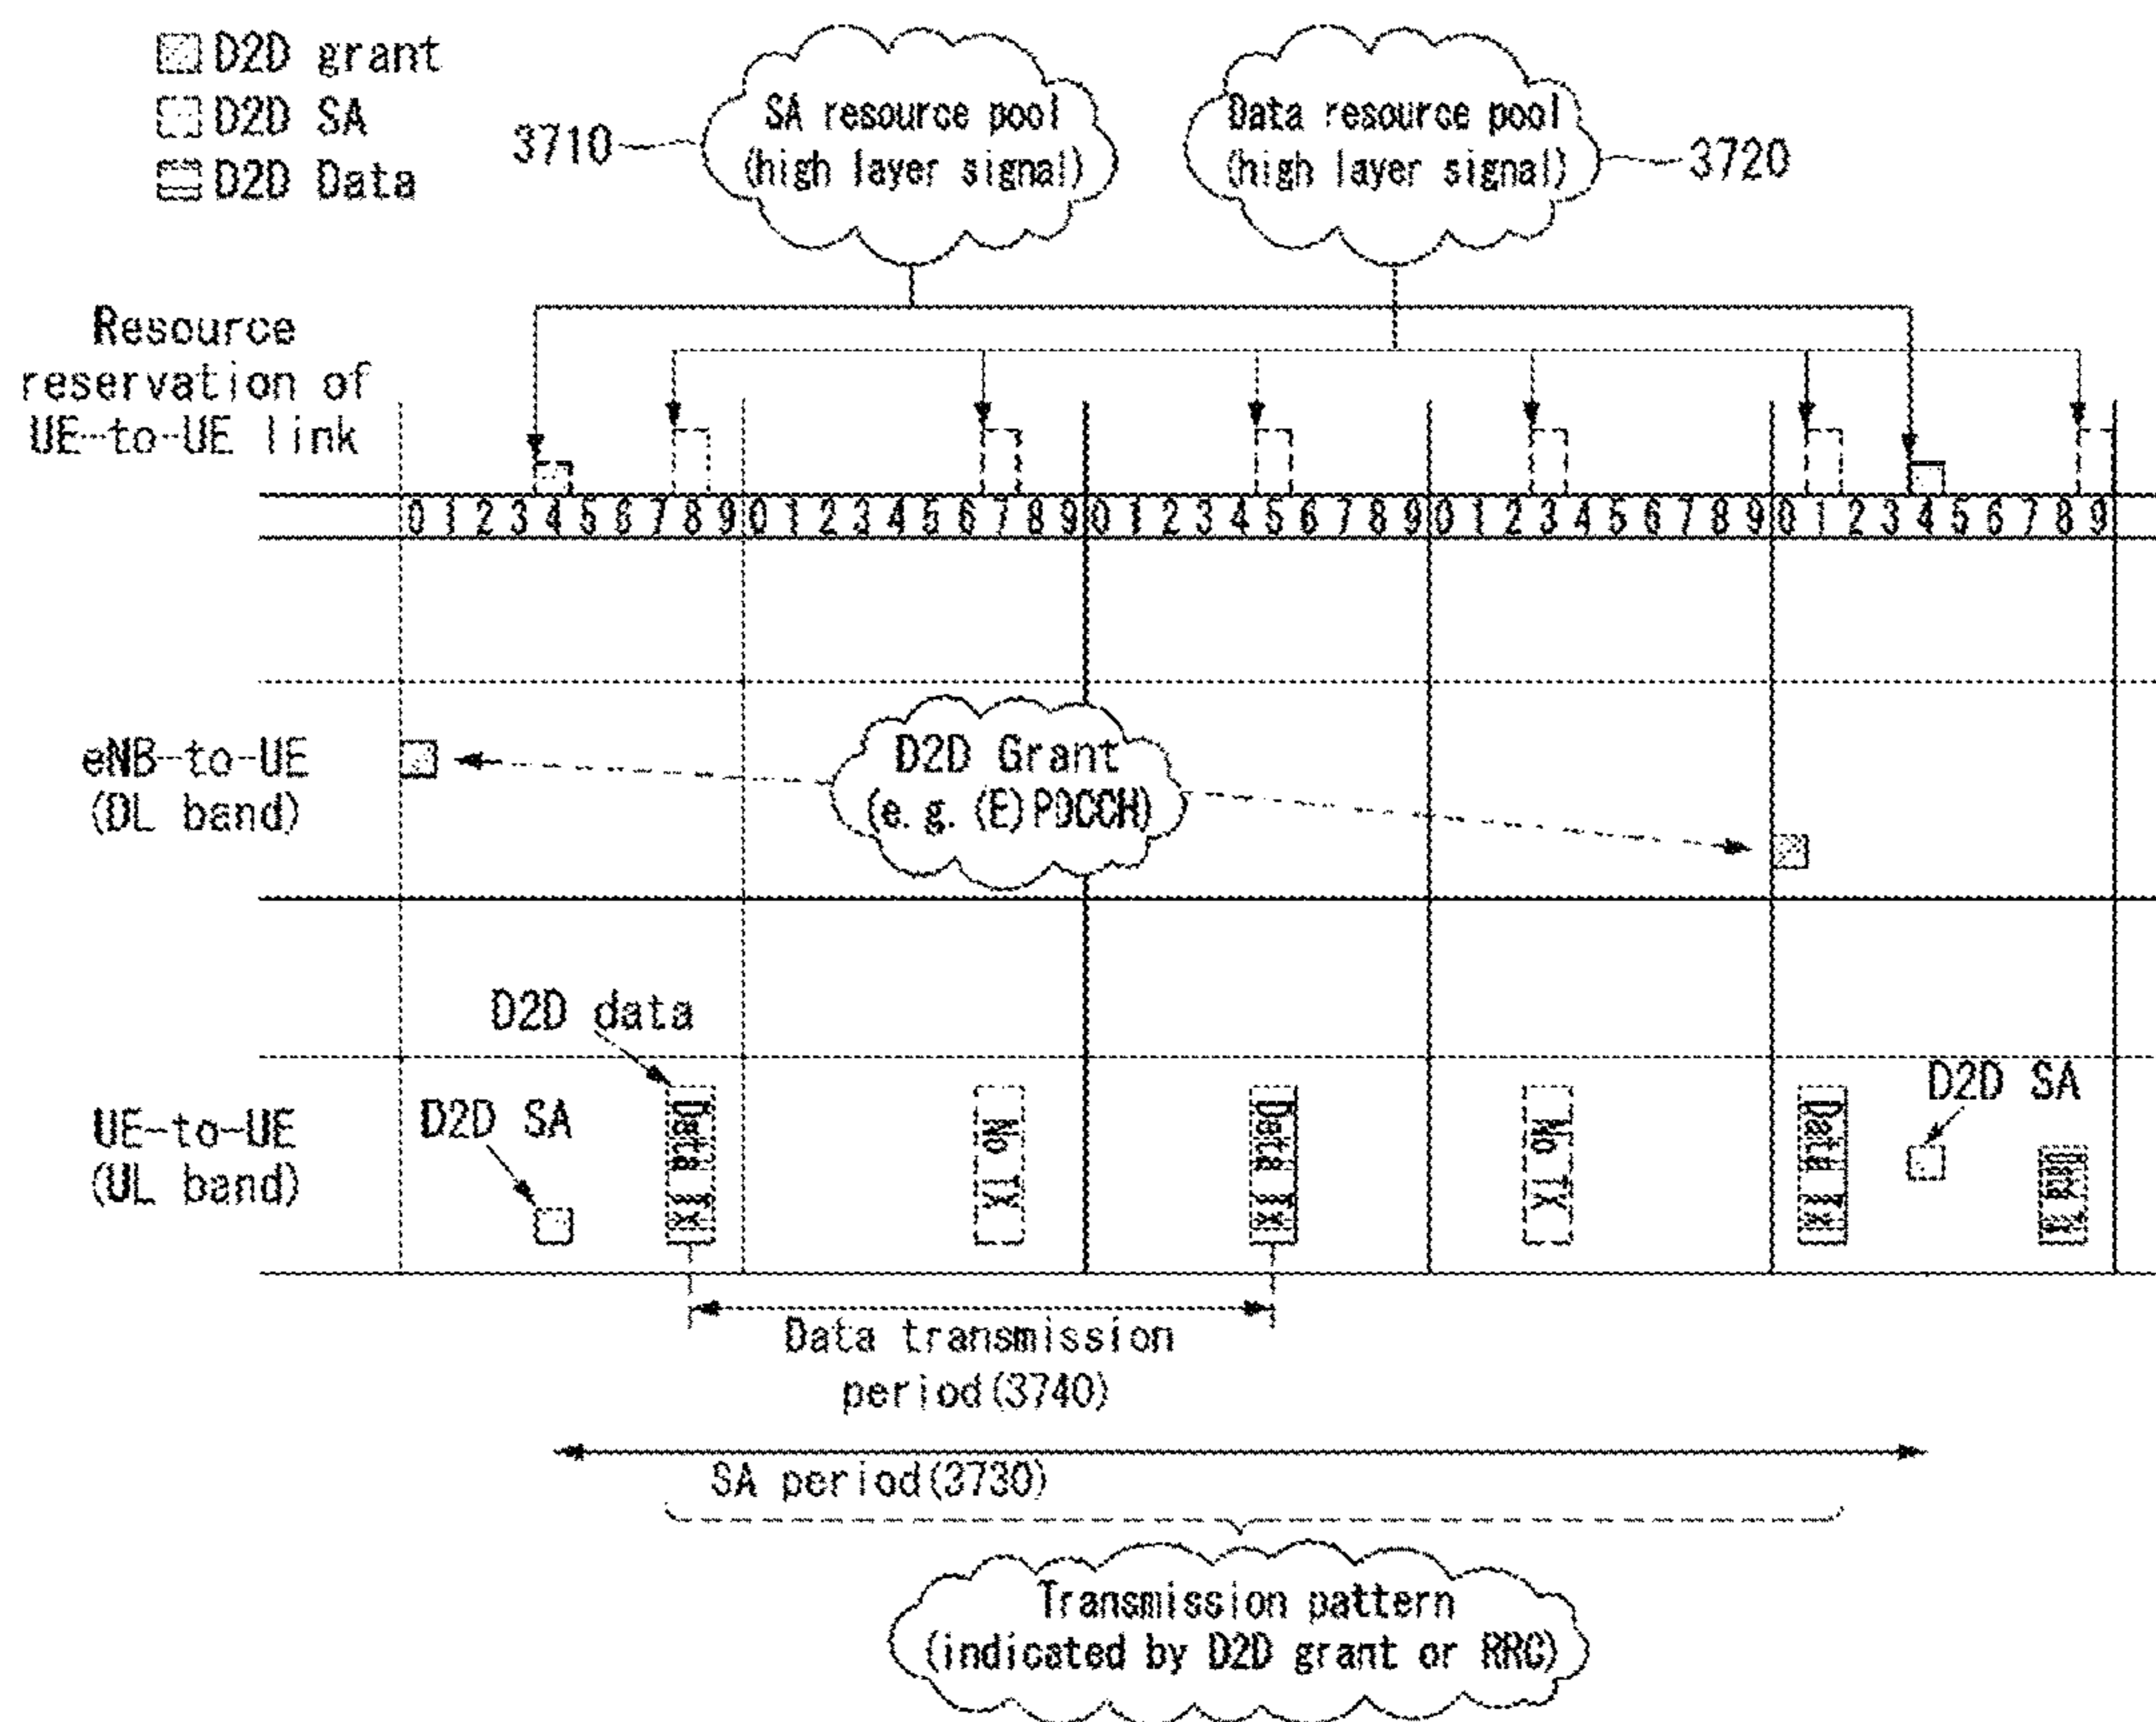 D2D grant
D2D SA
D2D Data
3710
SA resource pool
(high layer signal)
Data resource pool
(high layer signal)
3720
Resource
reservation of
UE-to-UE link
0 1 2 3 4 5 6 7 8 9 0 1 2 3 4 5 6 7 8 9 0 1 2 3 4 5 6 7 8 9 0 1 2 3 4 5 6 7 8 9 0 1 2 3 4 5 6 7 8 9
eNB-to-UE
(DL band)
D2D Grant
(e.g. (E)PDCCH)
UE-to-UE
(UL band)
D2D SA
D2D data
Data Tx
No TX
Data Tx
No TX
Data Tx
D2D SA
Data Tx
Data transmission
period(3740)
SA period(3730)
Transmission pattern
(indicated by D2D grant or RRC)